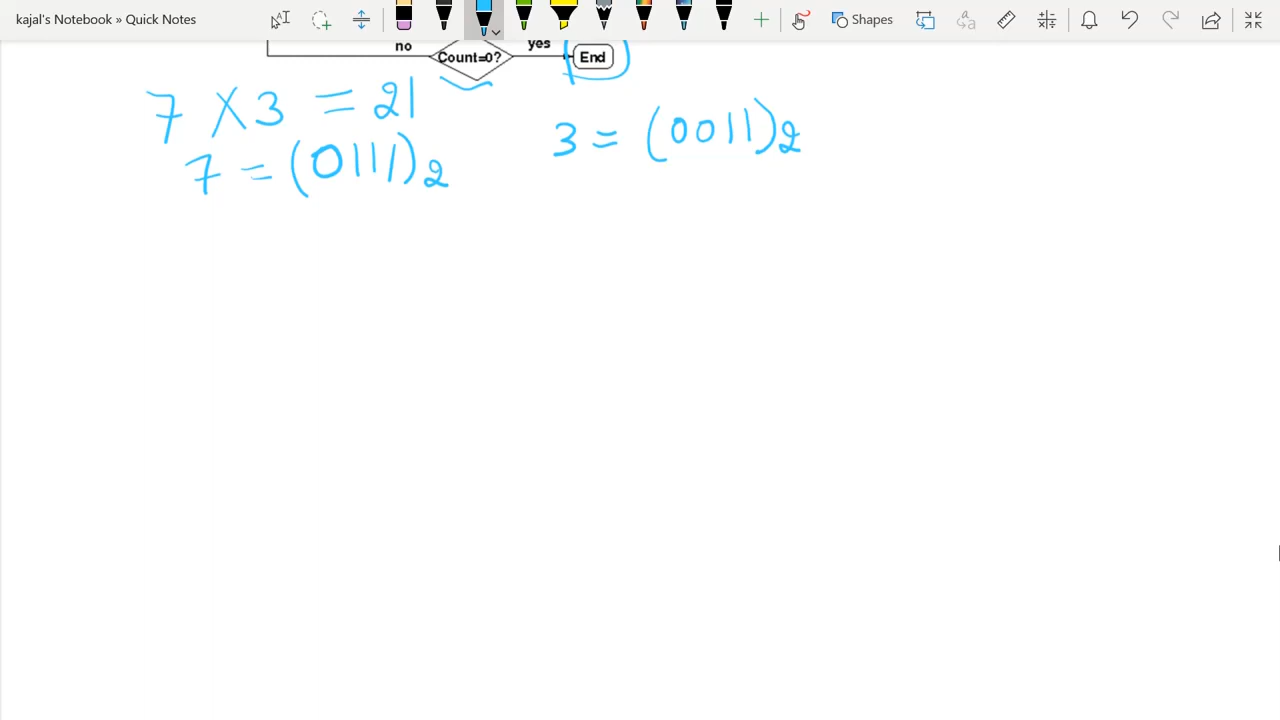 kajal's Notebook » Quick Notes
Shapes
no
Count=0?
yes
End
7 × 3 = 21
7 = (0111)2
3 = (0011)2